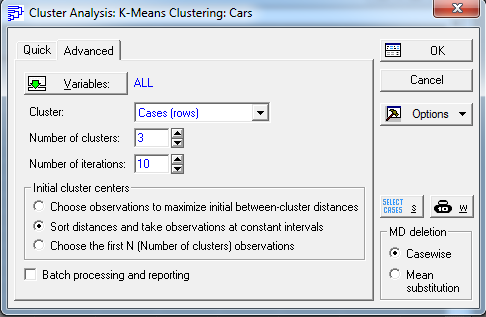 Cluster Analysis: K-Means Clustering: Cars
Quick Advanced
Variables: ALL
Cluster: Cases (rows)
Number of clusters: 3
Number of iterations: 10
Initial cluster centers
Choose observations to maximize initial between-cluster distances
Sort distances and take observations at constant intervals
Choose the first N (Number of clusters) observations
Batch processing and reporting
OK
Cancel
Options
SELECT
CASES S
W
MD deletion
Casewise
Mean
substitution